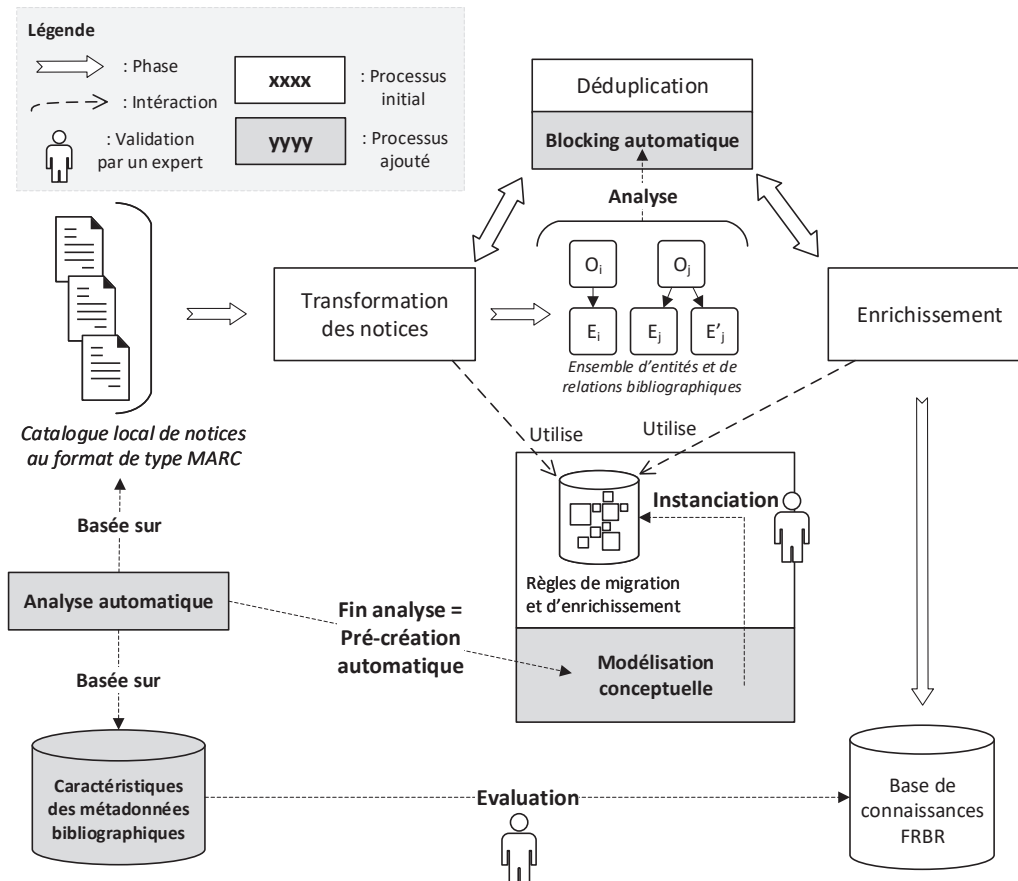 Légende
: Phase
: Intéraction
: Validation
par un expert
xxxx
: Processus
initial
yyyy
: Processus
ajouté
Déduplication
Blocking automatique
Analyse
Transformation
des notices
Oi
Oj
Ei
Ej
E'j
Ensemble d'entités et de
relations bibliographiques
Enrichissement
Catalogue local de notices
au format de type MARC
Utilise
Utilise
Instanciation
Règles de migration
et d'enrichissement
Basée sur
Analyse automatique
Fin analyse =
Pré-création
automatique
Modélisation
conceptuelle
Basée sur
Caractéristiques
des métadonnées
bibliographiques
Evaluation
Base de
connaissances
FRBR